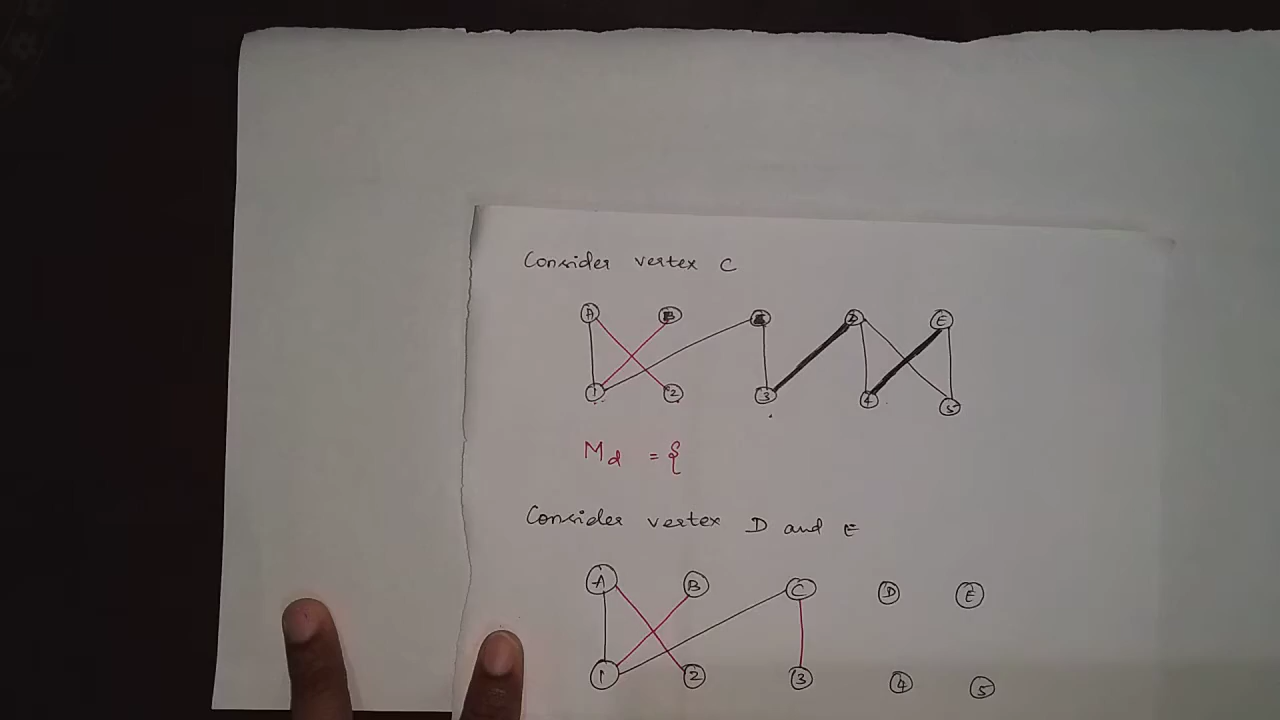 Consider vertex C
A B D E
1 2 3 4 5
Md = {
Consider vertex D and E
A B C D E
1 2 3 4 5